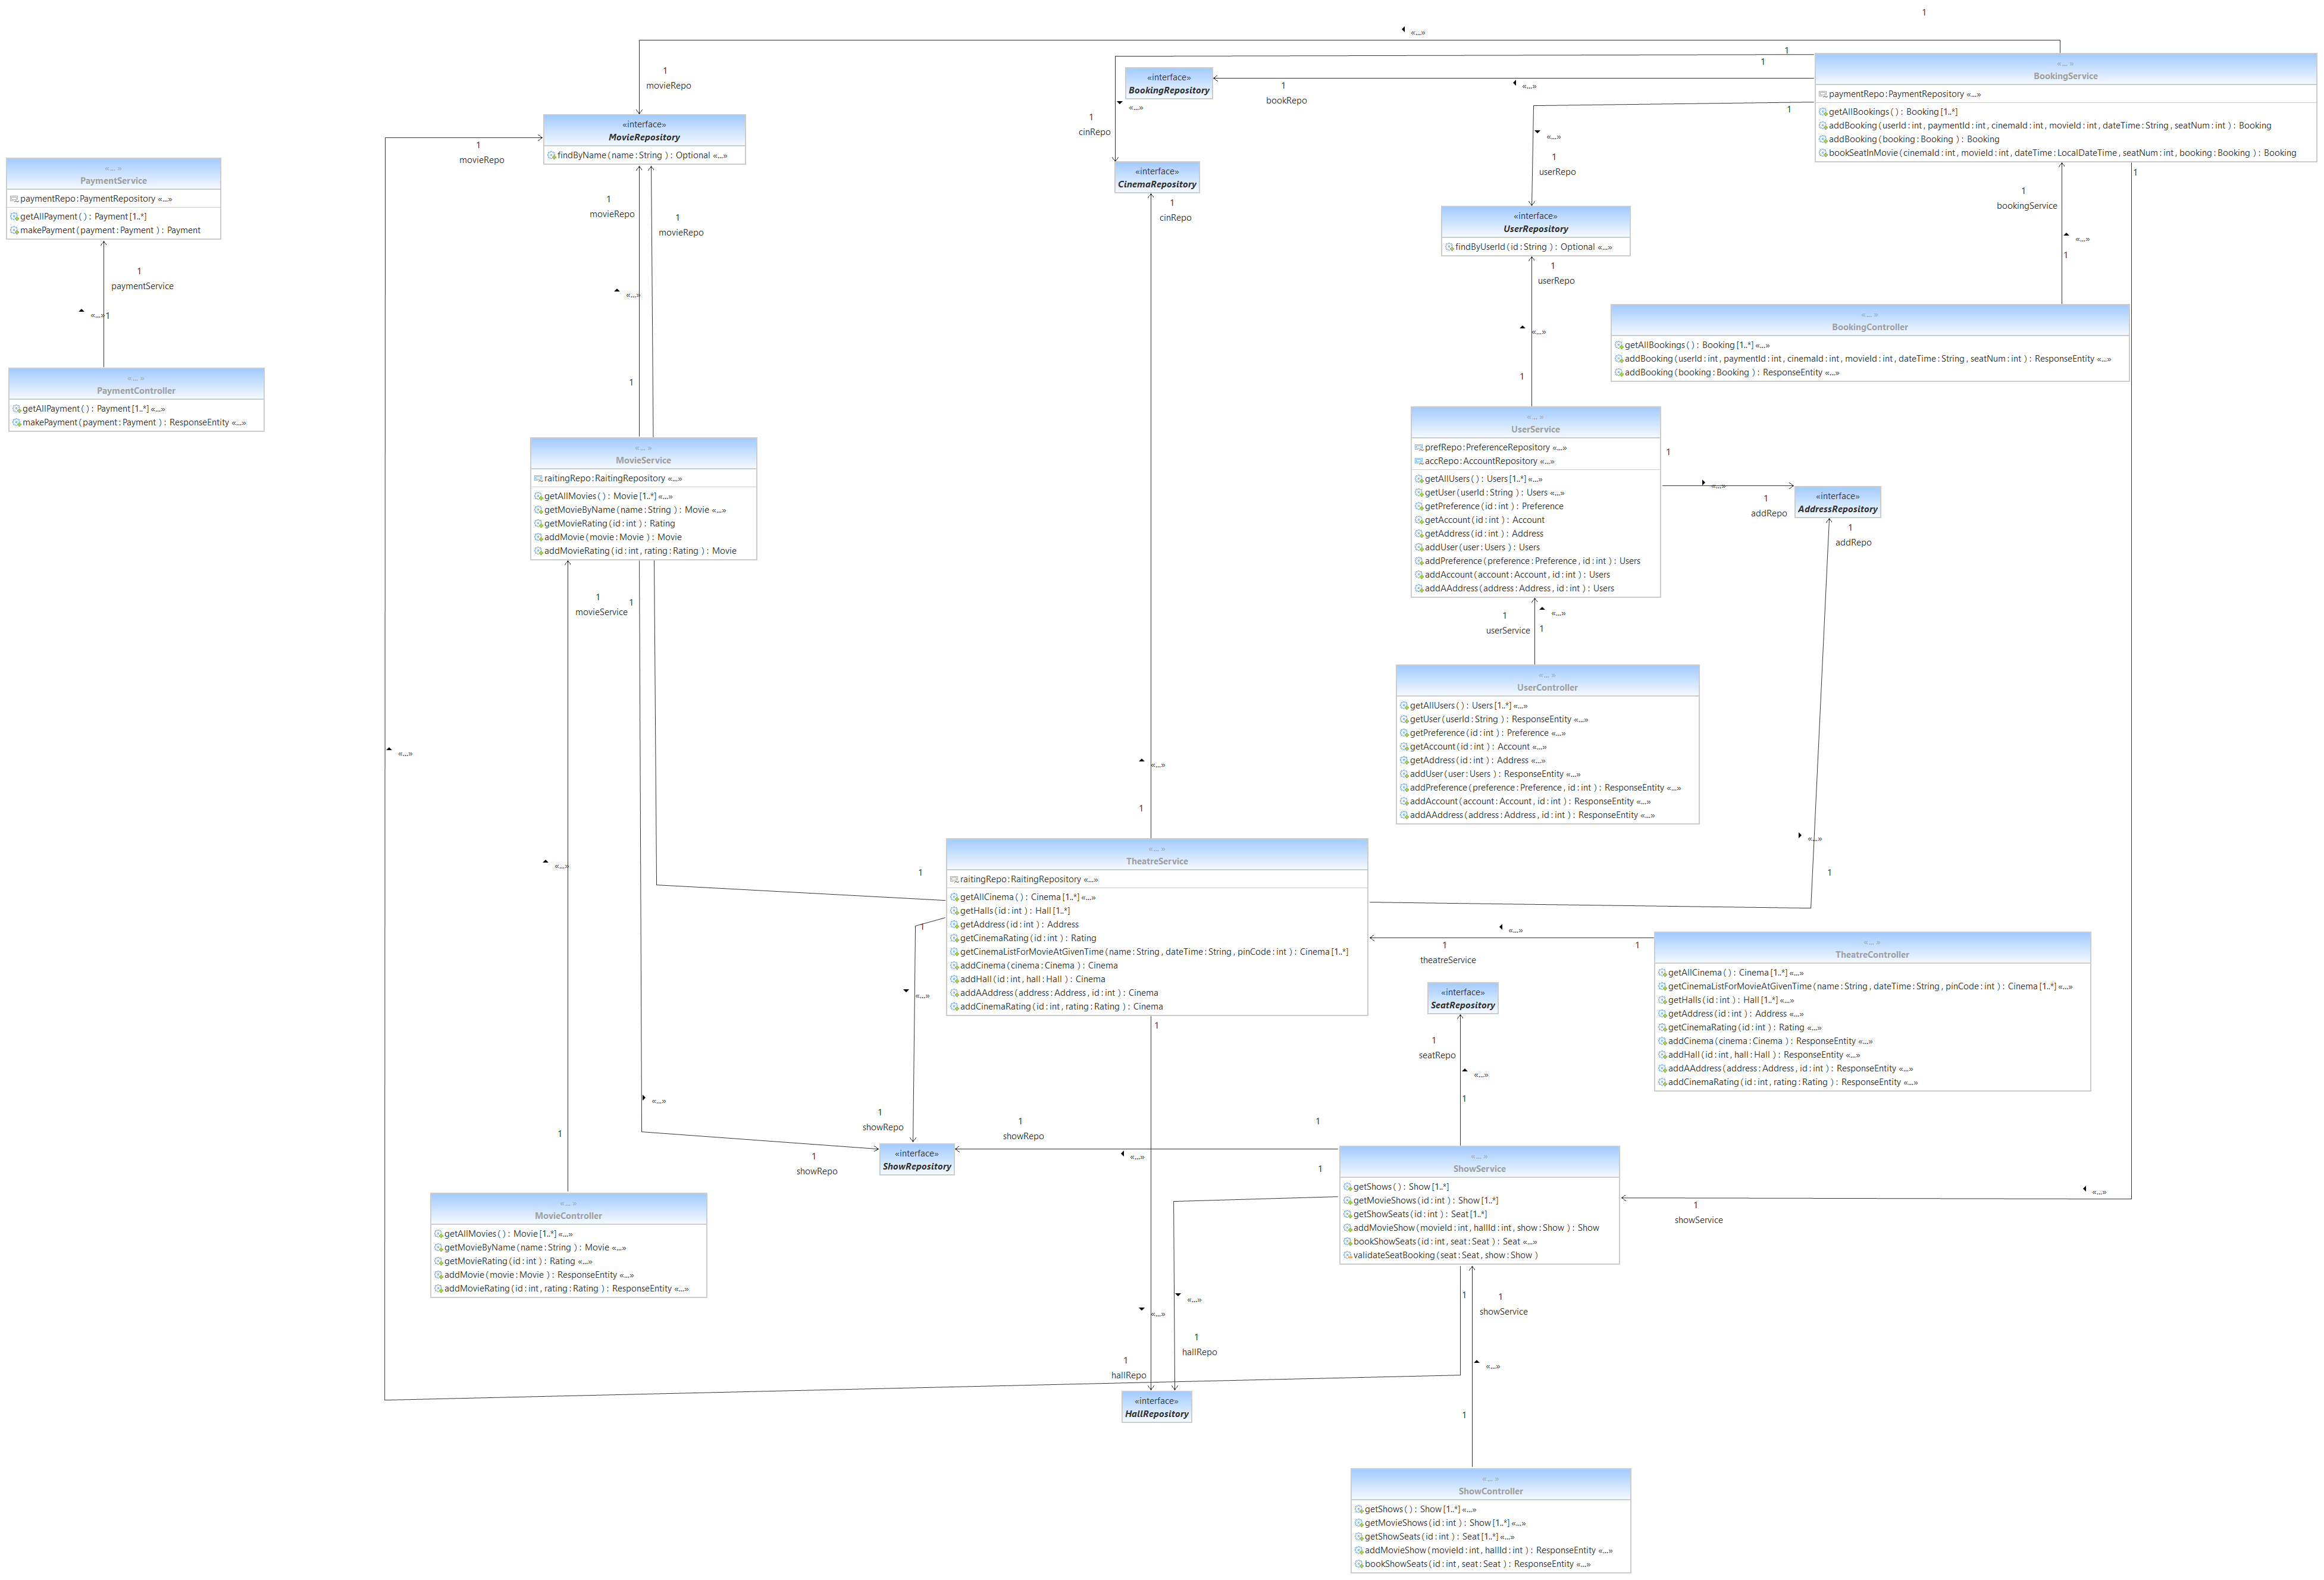 1
«...»
1
movieRepo
«interface»
MovieRepository
findByName(name:String): Optional «...»
1
movieRepo
1
1
«interface»
BookingRepository
1
bookRepo
«...»
«...»
1
cinRepo
«interface»
CinemaRepository
1
cinRepo
1
«...»
1
userRepo
«interface»
UserRepository
findByUserId(id:String): Optional «...»
1
userRepo
«...»
BookingService
paymentRepo:PaymentRepository «...»
getAllBookings(): Booking[1..*]
addBooking(userId:int, paymentId:int, cinemaId:int, movieId:int, dateTime:String, seatNum:int): Booking
addBooking(booking:Booking): Booking
bookSeatInMovie(cinemaId:int, movieId:int, dateTime:LocalDateTime, seatNum:int, booking:Booking): Booking
1
1
bookingService
«...»
1
«...»
BookingController
getAllBookings(): Booking[1..*] «...»
addBooking(userId:int, paymentId:int, cinemaId:int, movieId:int, dateTime:String, seatNum:int): ResponseEntity «...»
addBooking(booking:Booking): ResponseEntity «...»
«...»
PaymentService
paymentRepo:PaymentRepository «...»
getAllPayment(): Payment[1..*]
makePayment(payment:Payment): Payment
1
paymentService
«...»1
«...»
PaymentController
getAllPayment(): Payment[1..*] «...»
makePayment(payment:Payment): ResponseEntity «...»
1
movieRepo
1
movieRepo
«...»
1
«...»
MovieService
raitingRepo:RaitingRepository «...»
getAllMovies(): Movie[1..*] «...»
getMovieByName(name:String): Movie «...»
getMovieRating(id:int): Rating
addMovie(movie:Movie): Movie
addMovieRating(id:int, rating:Rating): Movie
1
movieService
1
«...»
1
«...»
UserService
prefRepo:PreferenceRepository «...»
accRepo:AccountRepository «...»
getAllUsers(): Users[1..*] «...»
getUser(userId:String): Users «...»
getPreference(id:int): Preference
getAccount(id:int): Account
getAddress(id:int): Address
addUser(user:Users): Users
addPreference(preference:Preference, id:int): Users
addAccount(account:Account, id:int): Users
addAAddress(address:Address, id:int): Users
1
«...»
1
addRepo
«interface»
AddressRepository
1
addRepo
1
userService
«...»
1
«...»
UserController
getAllUsers(): Users[1..*] «...»
getUser(userId:String): ResponseEntity «...»
getPreference(id:int): Preference «...»
getAccount(id:int): Account «...»
getAddress(id:int): Address «...»
addUser(user:Users): ResponseEntity «...»
addPreference(preference:Preference, id:int): ResponseEntity «...»
addAccount(account:Account, id:int): ResponseEntity «...»
addAAddress(address:Address, id:int): ResponseEntity «...»
«...»
«...»
«...»
1
«...»
1
1
«...»
TheatreService
raitingRepo:RaitingRepository «...»
getAllCinema(): Cinema[1..*] «...»
getHalls(id:int): Hall[1..*]
getAddress(id:int): Address
getCinemaRating(id:int): Rating
getCinemaListForMovieAtGivenTime(name:String, dateTime:String, pinCode:int): Cinema[1..*]
addCinema(cinema:Cinema): Cinema
addHall(id:int, hall:Hall): Cinema
addAAddress(address:Address, id:int): Cinema
addCinemaRating(id:int, rating:Rating): Cinema
1
1
«...»
1
theatreService
«...»
1
«...»
TheatreController
getAllCinema(): Cinema[1..*] «...»
getCinemaListForMovieAtGivenTime(name:String, dateTime:String, pinCode:int): Cinema[1..*] «...»
getHalls(id:int): Hall[1..*] «...»
getAddress(id:int): Address «...»
getCinemaRating(id:int): Rating «...»
addCinema(cinema:Cinema): ResponseEntity «...»
addHall(id:int, hall:Hall): ResponseEntity «...»
addAAddress(address:Address, id:int): ResponseEntity «...»
addCinemaRating(id:int, rating:Rating): ResponseEntity «...»
«interface»
SeatRepository
1
seatRepo
«...»
1
1
«...»
1
showRepo
1
showRepo
«interface»
ShowRepository
1
showRepo
«...»
1
1
«...»
ShowService
getShows(): Show[1..*]
getMovieShows(id:int): Show[1..*]
getShowSeats(id:int): Seat[1..*]
addMovieShow(movieId:int, hallId:int, show:Show): Show
bookShowSeats(id:int, seat:Seat): Seat «...»
validateSeatBooking(seat:Seat, show:Show)
«...»
1
showService
1
«...»
MovieController
getAllMovies(): Movie[1..*] «...»
getMovieByName(name:String): Movie «...»
getMovieRating(id:int): Rating «...»
addMovie(movie:Movie): ResponseEntity «...»
addMovieRating(id:int, rating:Rating): ResponseEntity «...»
«...»
«...»
1
hallRepo
1
hallRepo
«interface»
HallRepository
1
1
showService
«...»
1
«...»
ShowController
getShows(): Show[1..*] «...»
getMovieShows(id:int): Show[1..*] «...»
getShowSeats(id:int): Seat[1..*] «...»
addMovieShow(movieId:int, hallId:int): ResponseEntity «...»
bookShowSeats(id:int, seat:Seat): ResponseEntity «...»